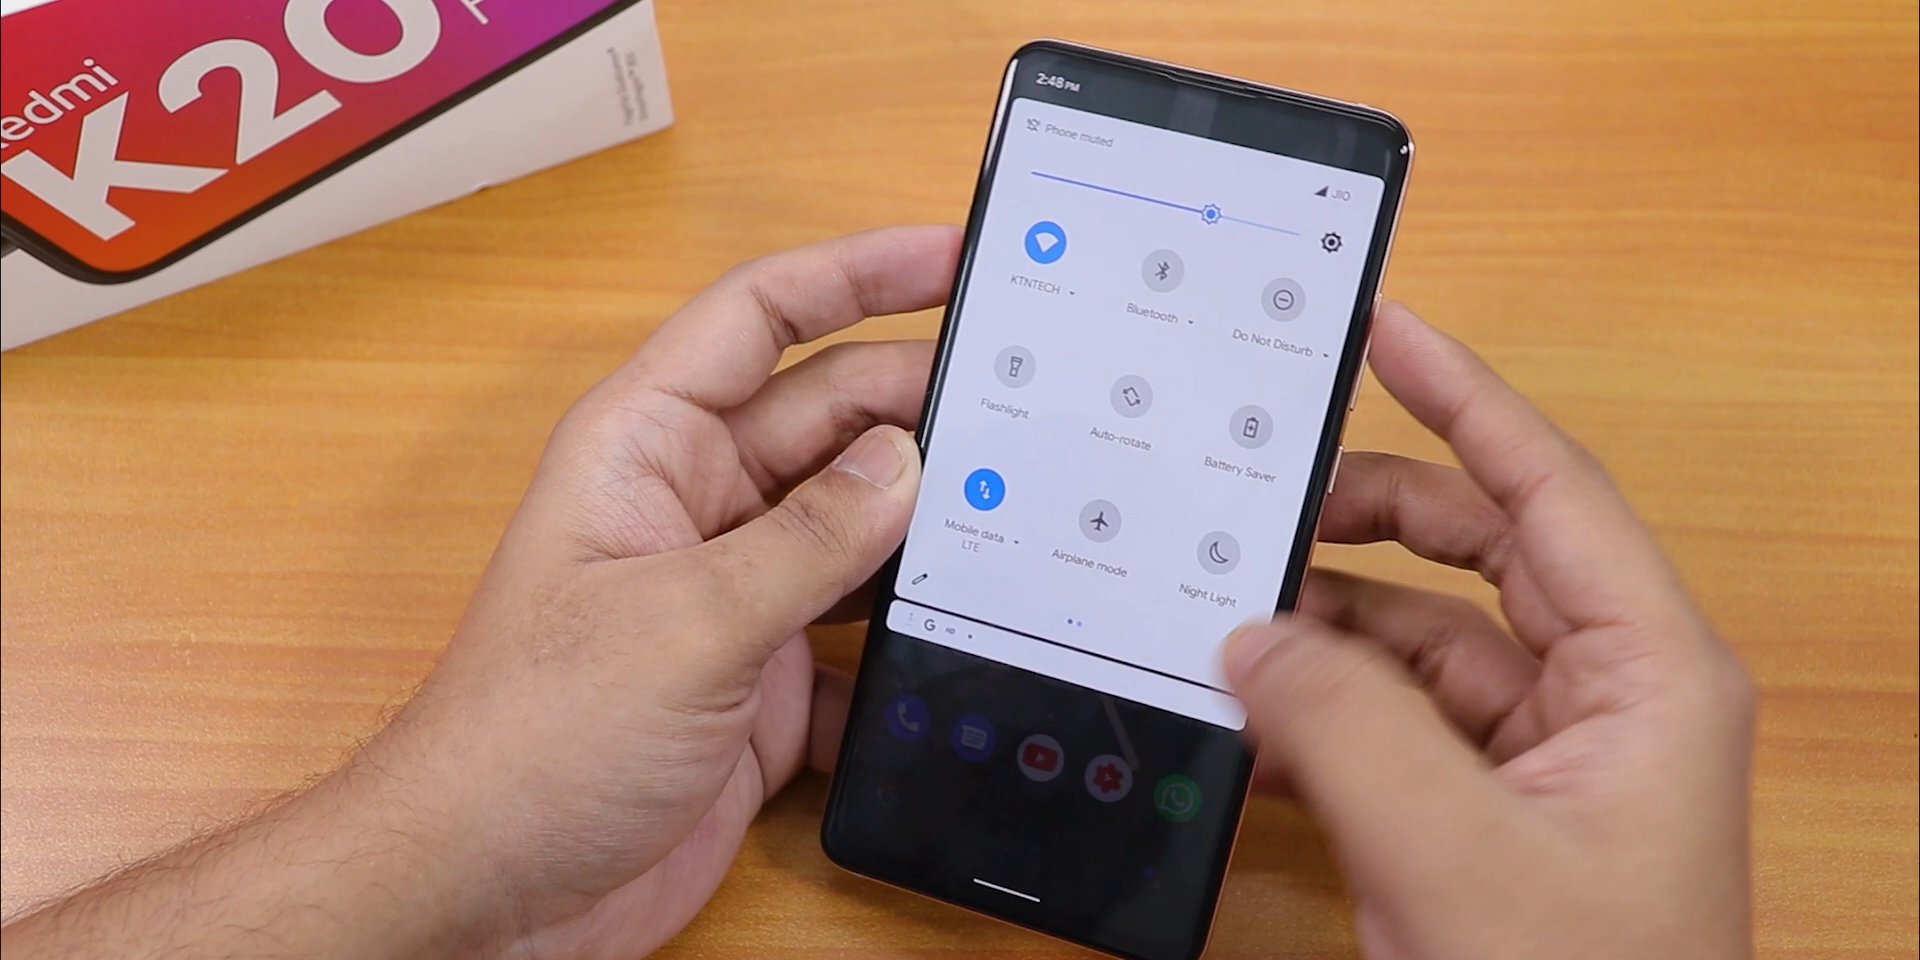 Redmi
K20 P
2:48 PM
Phone muted
JIO
KTNTECH
Bluetooth
Do Not Disturb
Flashlight
Auto-rotate
Battery Saver
Mobile data
LTE
Airplane mode
Night Light
G